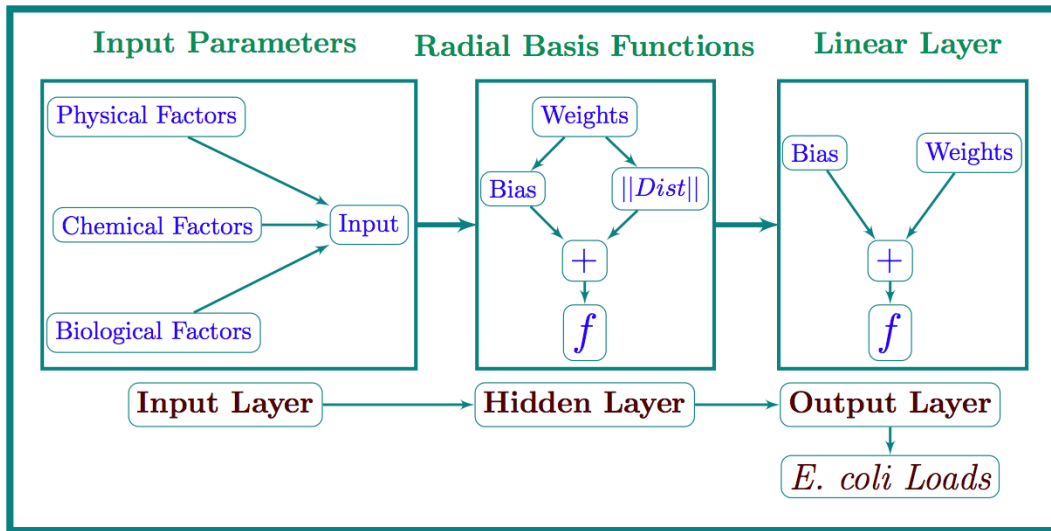 Input Parameters
Physical Factors
Chemical Factors
Input
Biological Factors
Radial Basis Functions
Weights
Bias
||Dist||
+
f
Linear Layer
Bias
Weights
+
f
Input Layer
Hidden Layer
Output Layer
E. coli Loads